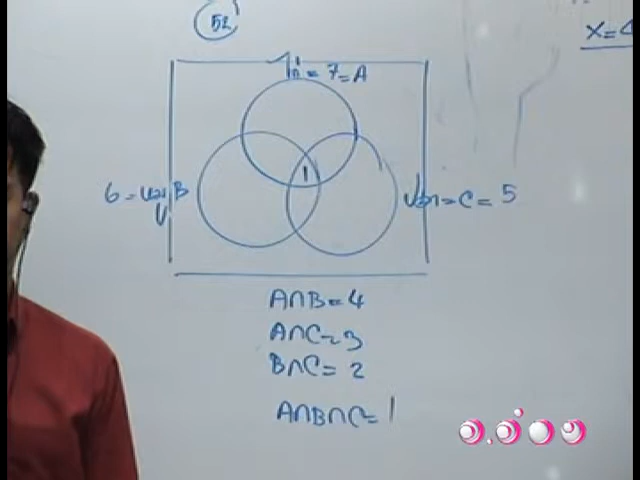 52
X=
= 7 = A
1
6 =
B
= C = 5
A∩B = 4
A∩C = 3
B∩C = 2
A∩B∩C = 1